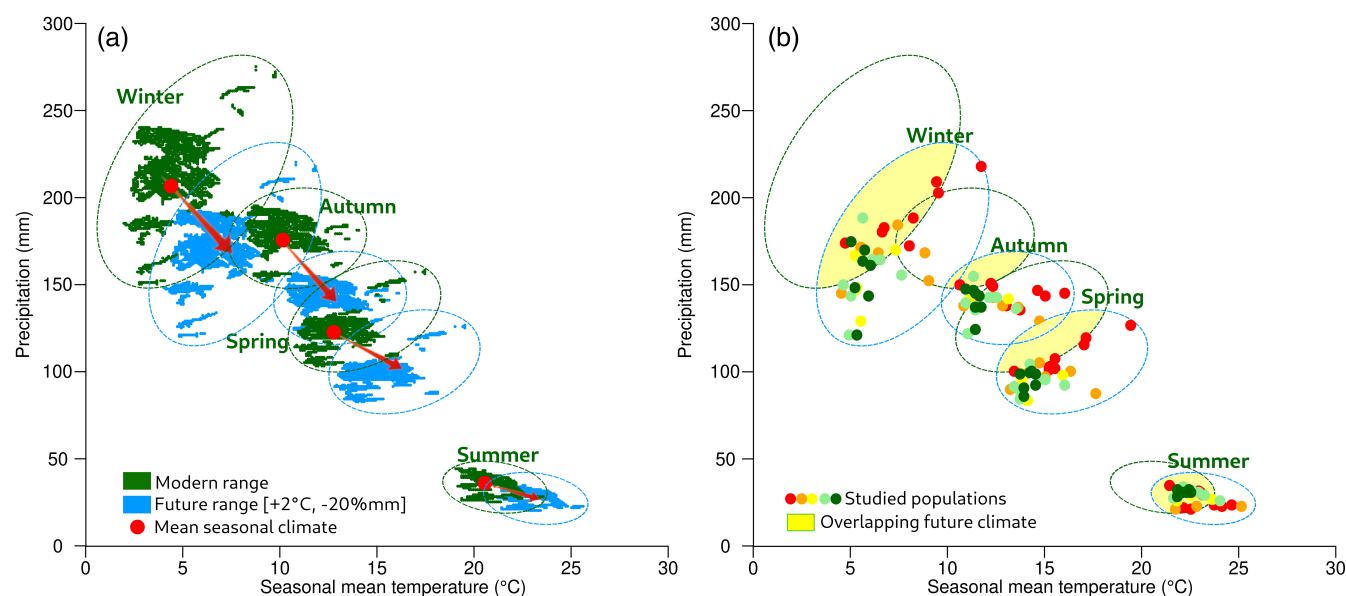 (a)
300
250
200
150
100
50
0
Precipitation (mm)
Winter
Autumn
Spring
Summer
Modern range
Future range [+2°C, -20%mm]
Mean seasonal climate
0 5 10 15 20 25 30
Seasonal mean temperature (°C)
(b)
300
250
200
150
100
50
0
Precipitation (mm)
Winter
Autumn
Spring
Summer
Studied populations
Overlapping future climate
0 5 10 15 20 25 30
Seasonal mean temperature (°C)